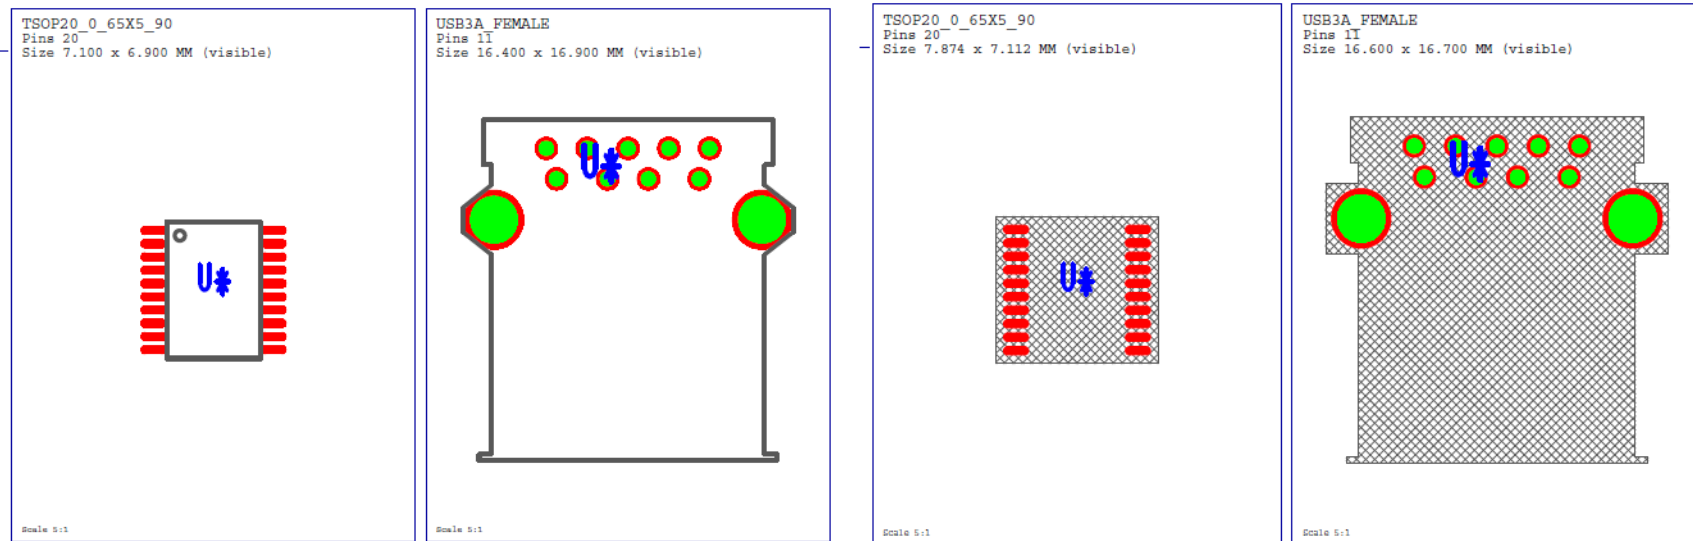 TSOP20_0_65X5_90
Pins 20
Size 7.100 x 6.900 MM (visible)
U*
Scale 5:1
USB3A_FEMALE
Pins 11
Size 16.400 x 16.900 MM (visible)
U*
Scale 5:1
TSOP20_0_65X5_90
Pins 20
Size 7.874 x 7.112 MM (visible)
U*
Scale 5:1
USB3A_FEMALE
Pins 11
Size 16.600 x 16.700 MM (visible)
U*
Scale 5:1